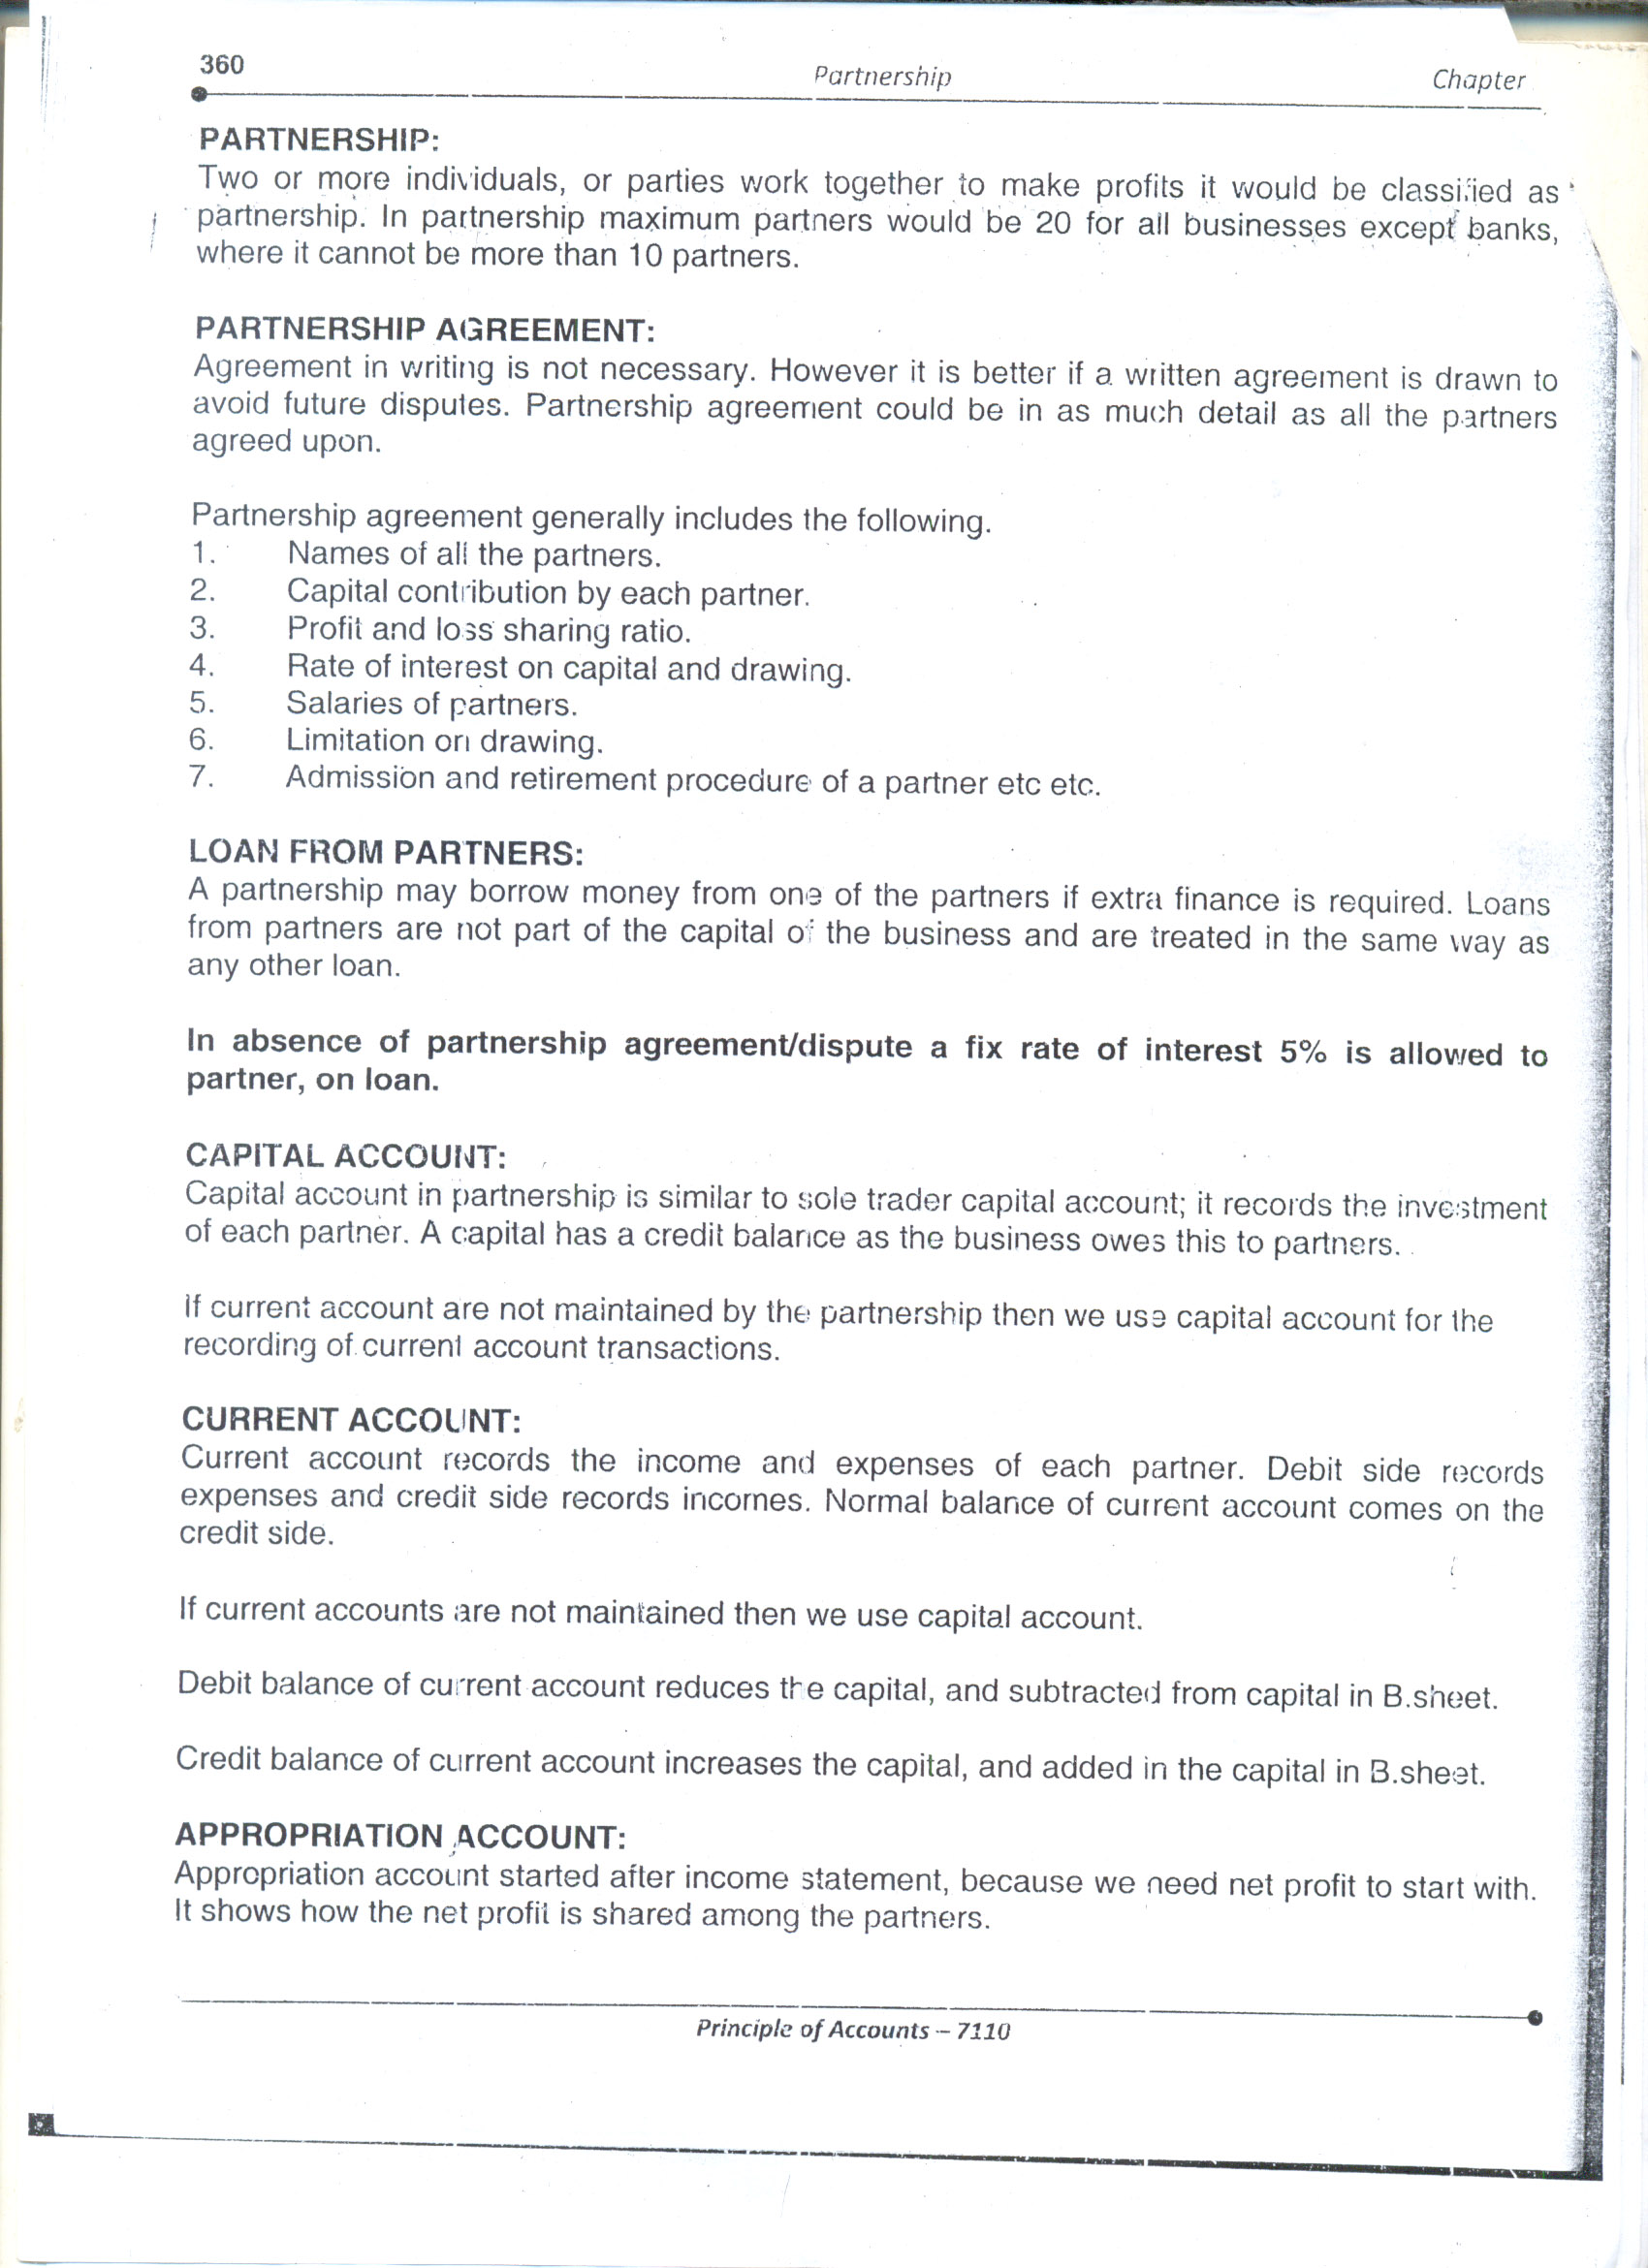 360
Partnership
Chapter
PARTNERSHIP:
Two or more individuals, or parties work together to make profits it would be classified as
partnership. In partnership maximum partners would be 20 for all businesses except banks,
where it cannot be more than 10 partners.
PARTNERSHIP AGREEMENT:
Agreement in writing is not necessary. However it is better if a written agreement is drawn to
avoid future disputes. Partnership agreement could be in as much detail as all the partners
agreed upon.
Partnership agreement generally includes the following.
1. Names of all the partners.
2. Capital contribution by each partner.
3. Profit and loss sharing ratio.
4. Rate of interest on capital and drawing.
5. Salaries of partners.
6. Limitation on drawing.
7. Admission and retirement procedure of a partner etc etc.
LOAN FROM PARTNERS:
A partnership may borrow money from one of the partners if extra finance is required. Loans
from partners are not part of the capital of the business and are treated in the same way as
any other loan.
In absence of partnership agreement/dispute a fix rate of interest 5% is allowed to
partner, on loan.
CAPITAL ACCOUNT:
Capital account in partnership is similar to sole trader capital account; it records the investment
of each partner. A capital has a credit balance as the business owes this to partners.
If current account are not maintained by the partnership then we use capital account for the
recording of current account transactions.
CURRENT ACCOUNT:
Current account records the income and expenses of each partner. Debit side records
expenses and credit side records incomes. Normal balance of current account comes on the
credit side.
If current accounts are not maintained then we use capital account.
Debit balance of current account reduces the capital, and subtracted from capital in B.sheet.
Credit balance of current account increases the capital, and added in the capital in B.sheet.
APPROPRIATION ACCOUNT:
Appropriation account started after income statement, because we need net profit to start with.
It shows how the net profit is shared among the partners.
Principle of Accounts – 7110